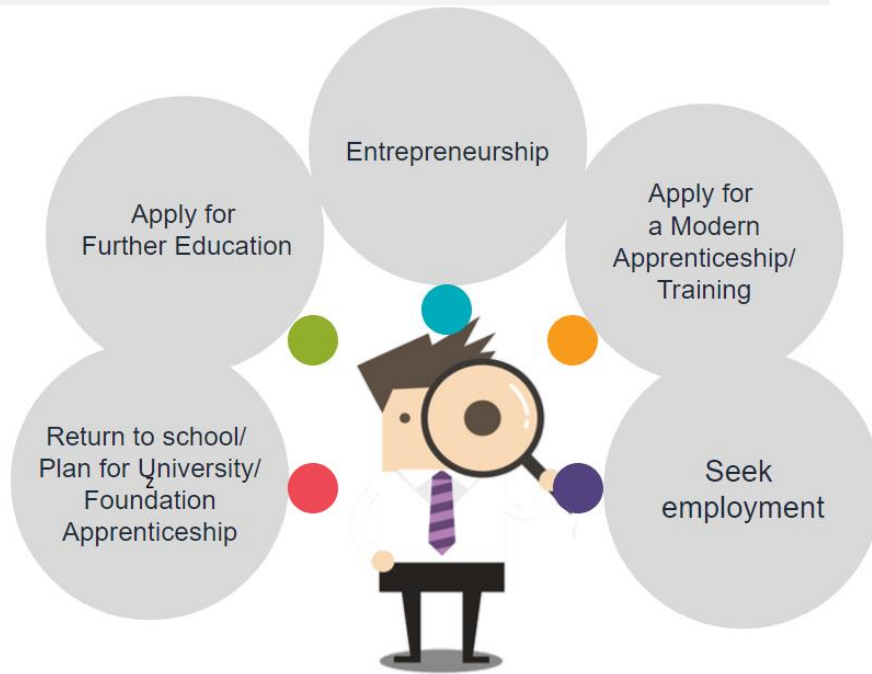 Entrepreneurship
Apply for
Further Education
Apply for
a Modern
Apprenticeship/
Training
Return to school/
Plan for University/
z
Foundation
Apprenticeship
Seek
employment